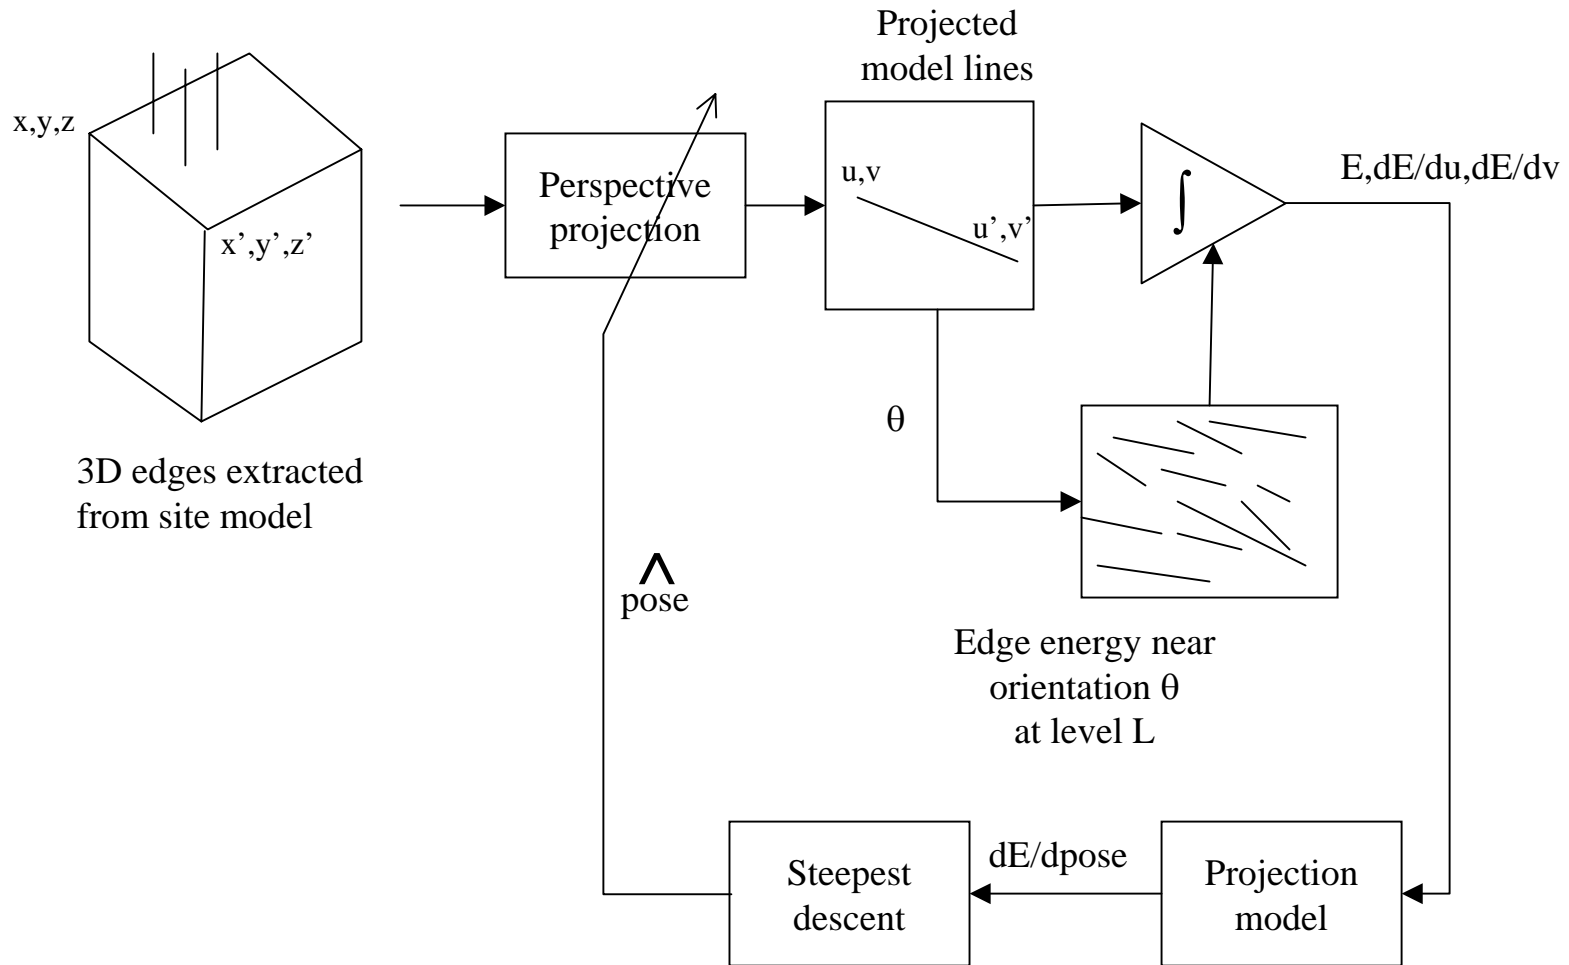 Projected
model lines
x,y,z
x’,y’,z’
Perspective
projection
u,v
u’,v’
∫
E,dE/du,dE/dv
θ
3D edges extracted
from site model
^
pose
Edge energy near
orientation θ
at level L
Steepest
descent
dE/dpose
Projection
model